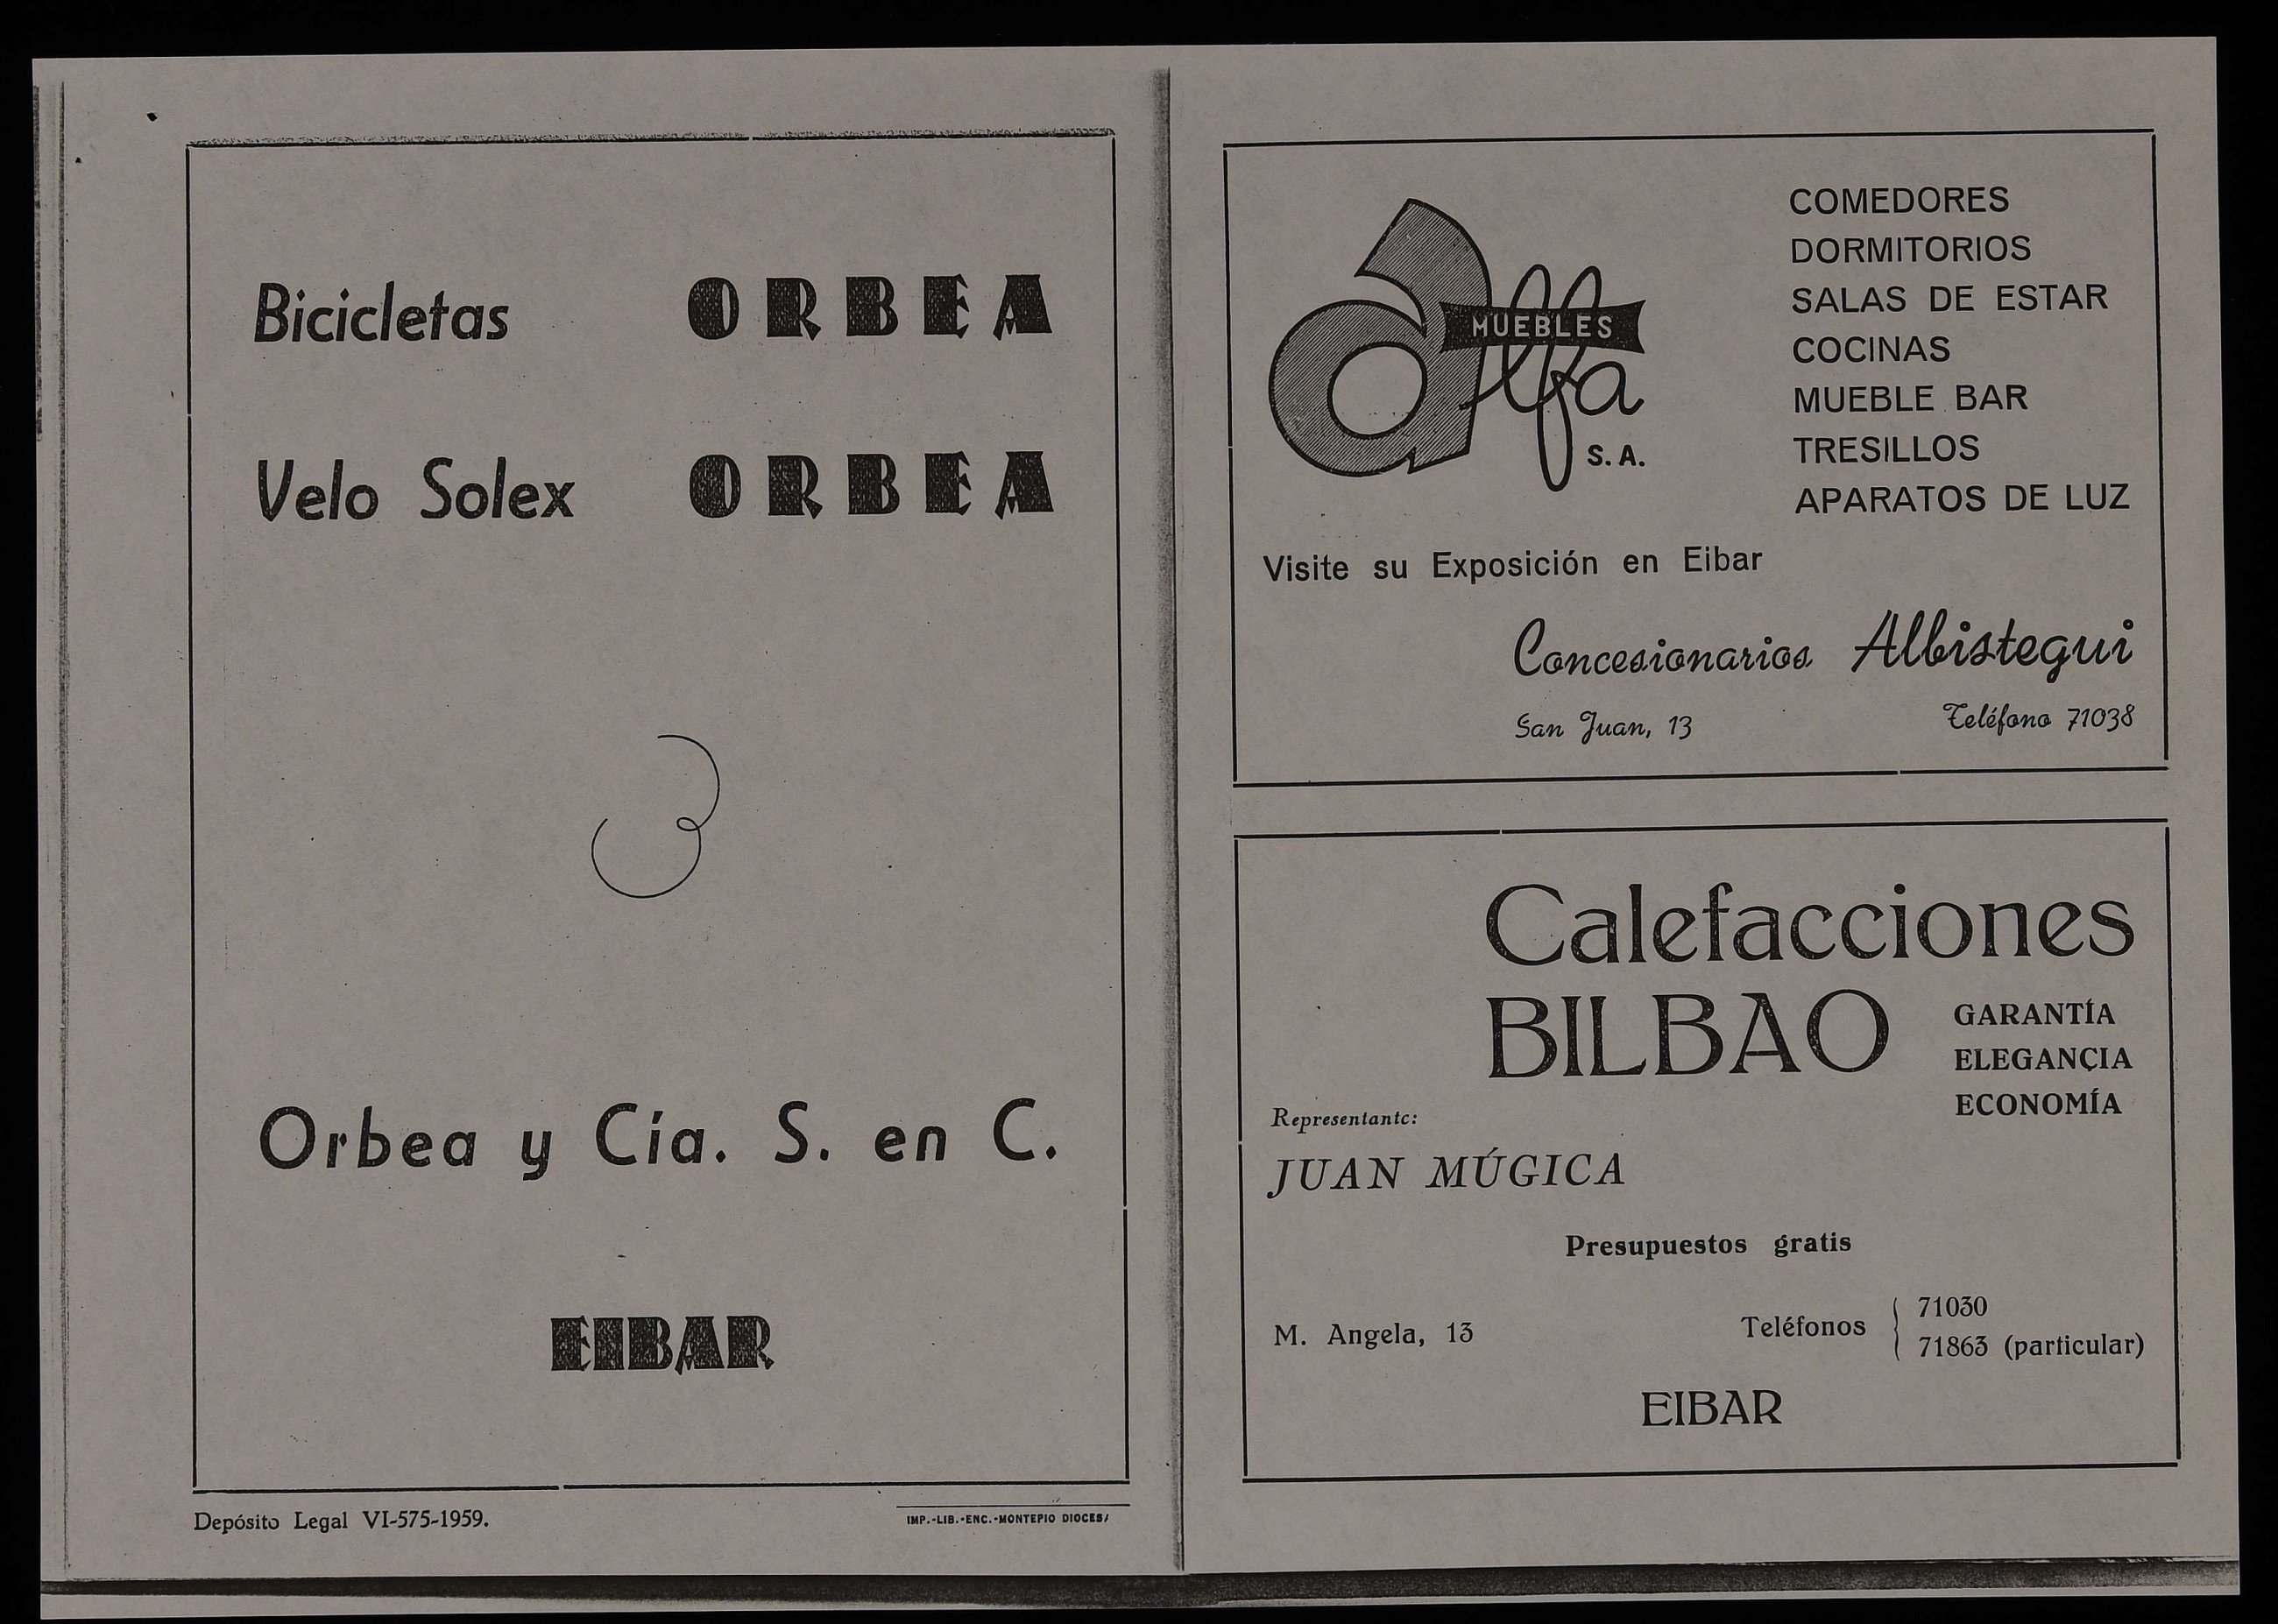 Bicicletas ORBEA
Velo Solex ORBEA
3
Orbea y Cía. S. en C.
EIBAR
Depósito Legal VI-575-1959.
IMP.-LIB.-ENC.-MONTEPIO
MUEBLES
alfa
S. A.
COMEDORES
DORMITORIOS
SALAS DE ESTAR
COCINAS
MUEBLE BAR
TRESILLOS
APARATOS DE LUZ
Visite su Exposición en Eibar
Concesionarios Albistegui
San Juan, 13 Teléfono 71038
Calefacciones
BILBAO
GARANTÍA
ELEGANCIA
ECONOMÍA
Representante:
JUAN MÚGICA
Presupuestos gratis
M. Angela, 13 Teléfonos
71030
71863 (particular)
EIBAR